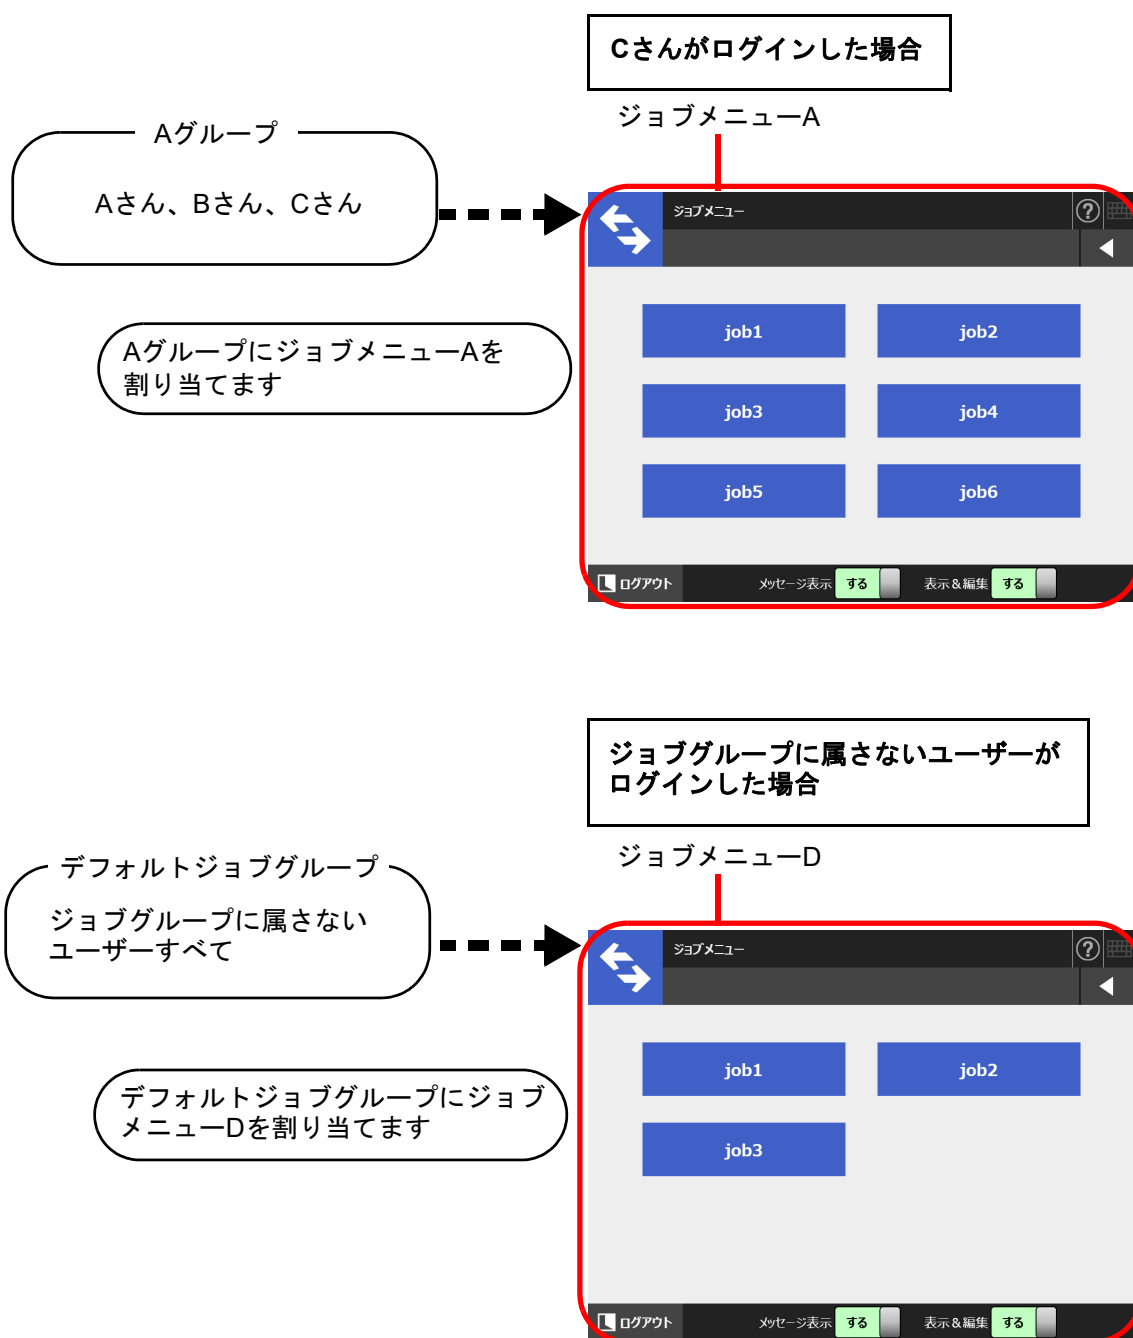 Cさんがログインした場合
ジョブメニューA
Aグループ
Aさん、Bさん、Cさん
AグループにジョブメニューAを
割り当てます
ジョブメニュー
?
job1
job2
job3
job4
job5
job6
ログアウト
メッセージ表示
する
表示&編集
する
ジョブグループに属さないユーザーが
ログインした場合
ジョブメニューD
デフォルトジョブグループ
ジョブグループに属さない
ユーザーすべて
デフォルトジョブグループにジョブ
メニューDを割り当てます
ジョブメニュー
?
job1
job2
job3
ログアウト
メッセージ表示
する
表示&編集
する